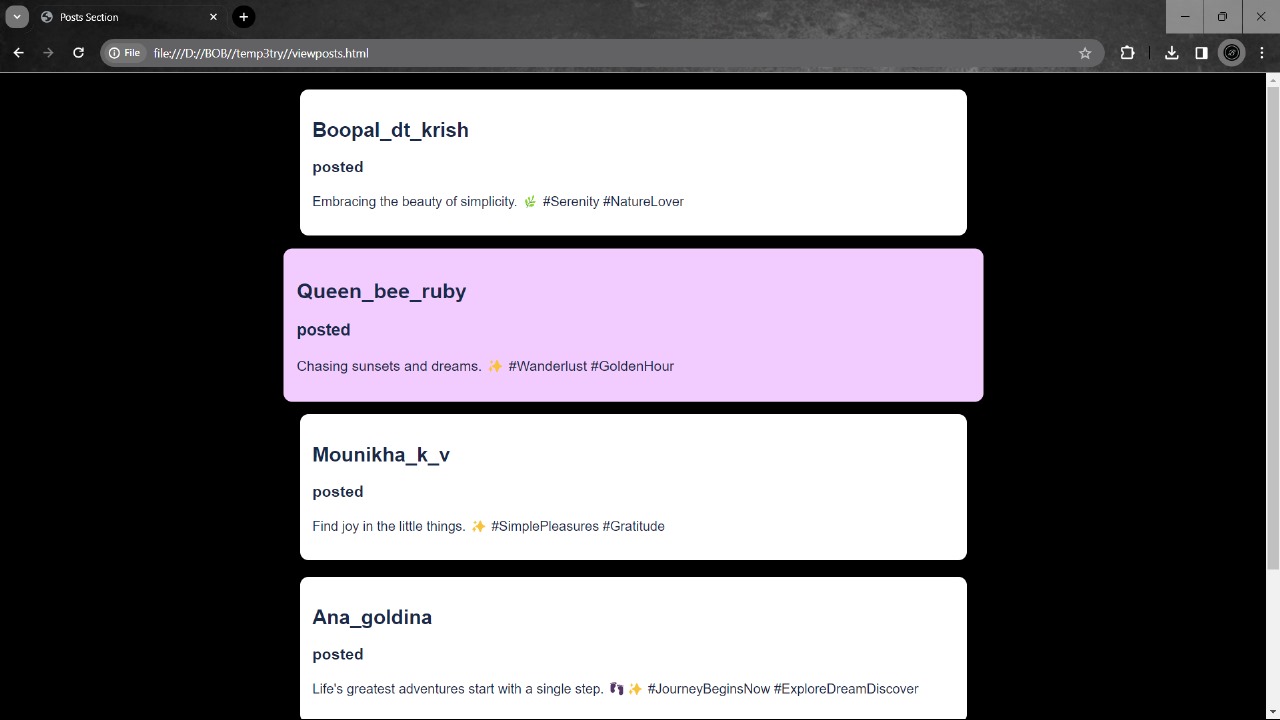 Posts Section
File
file:///D://BOB//temp3try//viewposts.html
Boopal_dt_krish
posted
Embracing the beauty of simplicity. 🌿 #Serenity #NatureLover
Queen_bee_ruby
posted
Chasing sunsets and dreams. ✨ #Wanderlust #GoldenHour
Mounikha_k_v
posted
Find joy in the little things. ✨ #SimplePleasures #Gratitude
Ana_goldina
posted
Life's greatest adventures start with a single step. 👣✨ #JourneyBeginsNow #ExploreDreamDiscover